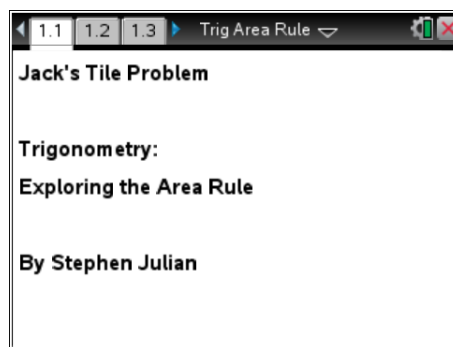 1.1 1.2 1.3 Trig Area Rule
Jack's Tile Problem
Trigonometry:
Exploring the Area Rule
By Stephen Julian